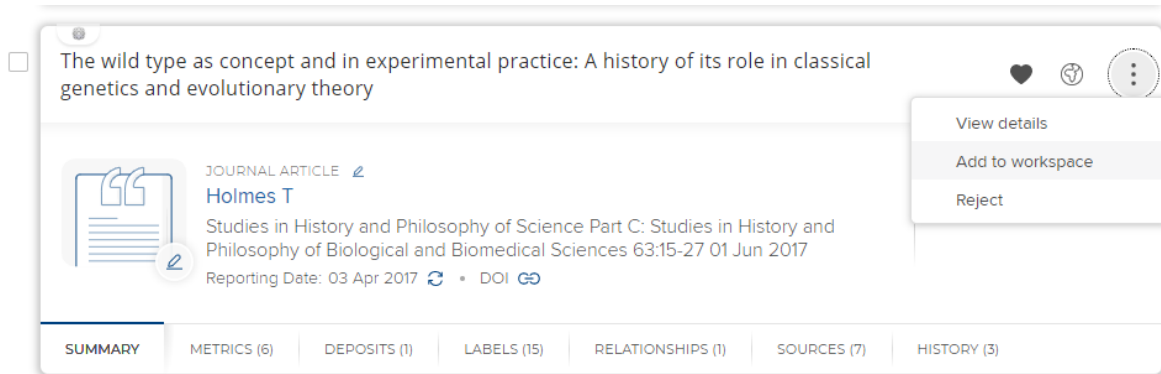 The wild type as concept and in experimental practice: A history of its role in classical
genetics and evolutionary theory
View details
Add to workspace
Reject
JOURNAL ARTICLE
Holmes T
Studies in History and Philosophy of Science Part C: Studies in History and
Philosophy of Biological and Biomedical Sciences 63:15-27 01 Jun 2017
Reporting Date: 03 Apr 2017 • DOI
SUMMARY METRICS (6) DEPOSITS (1) LABELS (15) RELATIONSHIPS (1) SOURCES (7) HISTORY (3)